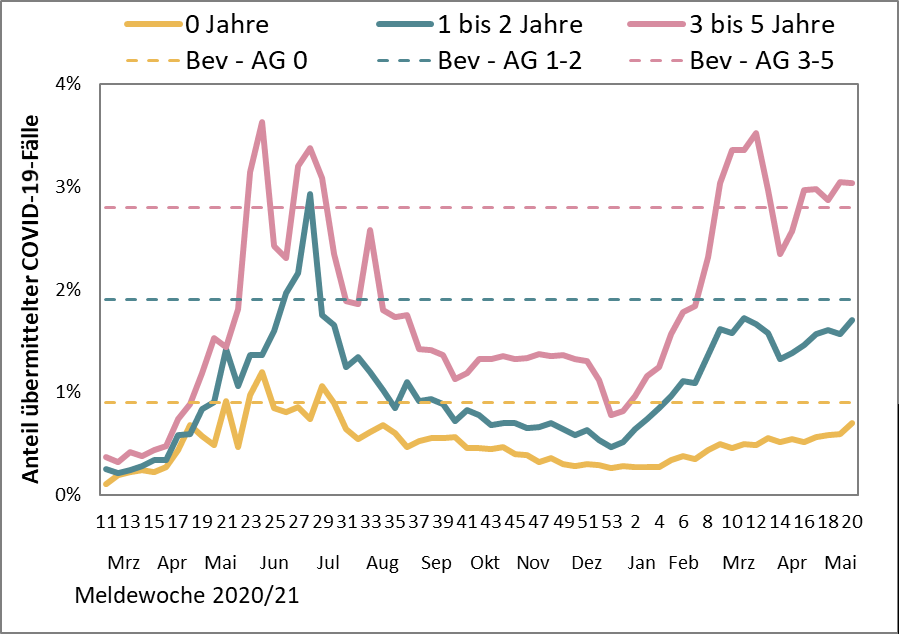 0 Jahre 1 bis 2 Jahre 3 bis 5 Jahre
Bev - AG 0 Bev - AG 1-2 Bev - AG 3-5
Anteil übermittelter COVID-19-Fälle
4%
3%
2%
1%
0%
11 13 15 17 19 21 23 25 27 29 31 33 35 37 39 41 43 45 47 49 51 53 2 4 6 8 10 12 14 16 18 20
Mrz Apr Mai Jun Jul Aug Sep Okt Nov Dez Jan Feb Mrz Apr Mai
Meldewoche 2020/21